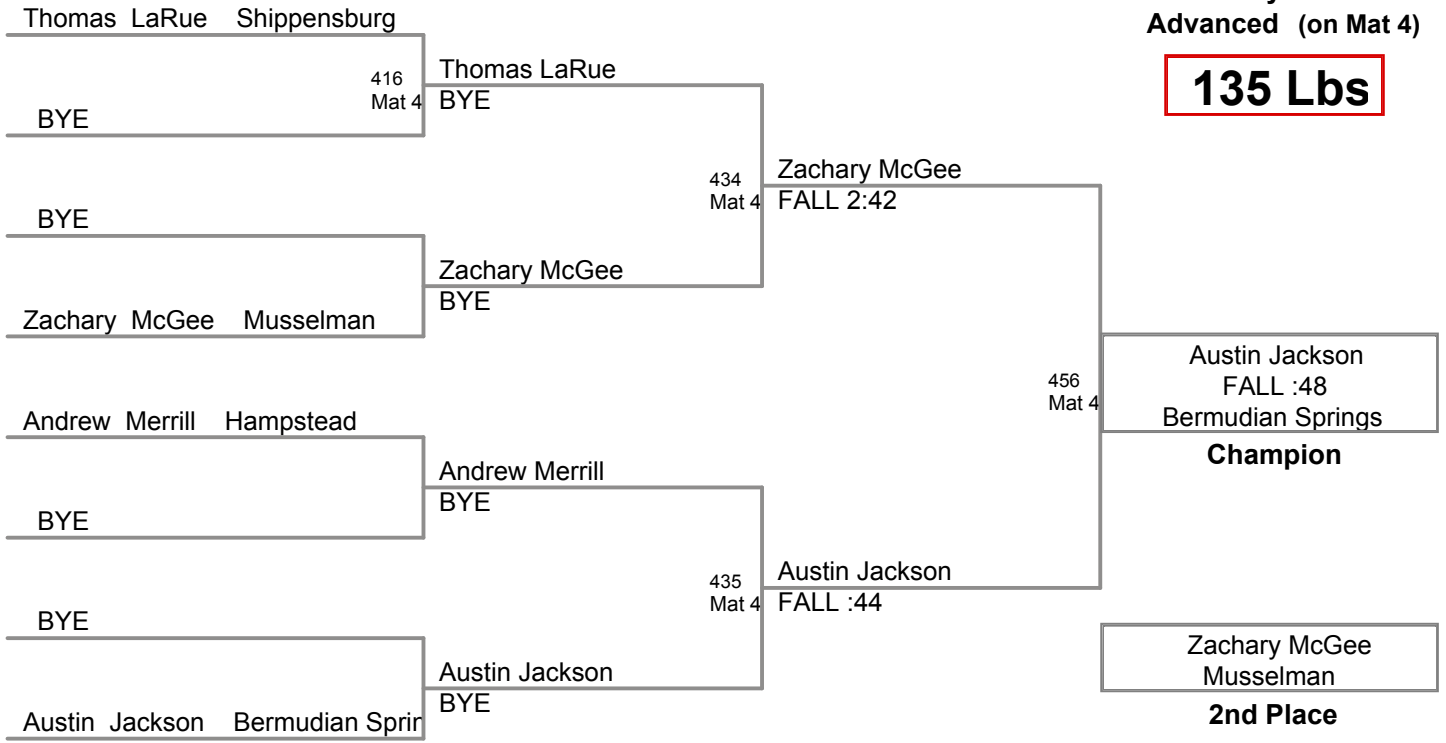 Thomas LaRue Shippensburg
Advanced (on Mat 4)
135 Lbs
416
Mat 4
Thomas LaRue
BYE
BYE
434
Mat 4
Zachary McGee
FALL 2:42
BYE
Zachary McGee
BYE
Zachary McGee Musselman
456
Mat 4
Austin Jackson
FALL :48
Bermudian Springs
Champion
Andrew Merrill Hampstead
Andrew Merrill
BYE
BYE
435
Mat 4
Austin Jackson
FALL :44
BYE
Zachary McGee
Musselman
2nd Place
Austin Jackson
BYE
Austin Jackson Bermudian Sprin